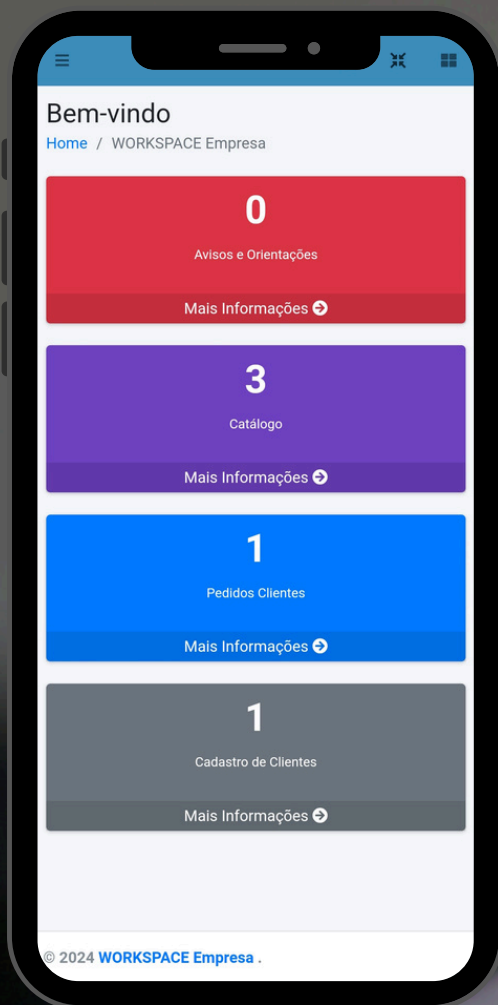 Bem-vindo
Home / WORKSPACE Empresa
0
Avisos e Orientações
Mais Informações
3
Catálogo
Mais Informações
1
Pedidos Clientes
Mais Informações
1
Cadastro de Clientes
Mais Informações
© 2024 WORKSPACE Empresa .